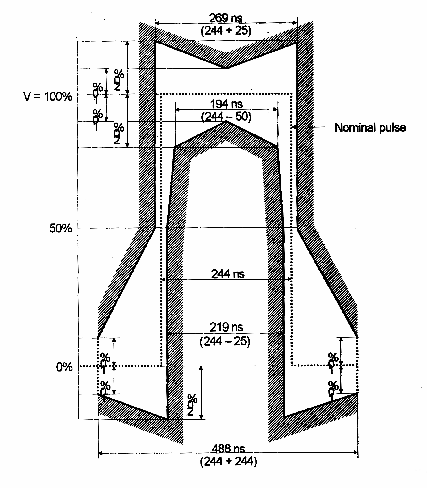 269 ns
(244 + 25)
V = 100%
194 ns
(244 – 50)
Nominal pulse
50%
244 ns
219 ns
(244 – 25)
0%
488 ns
(244 + 244)